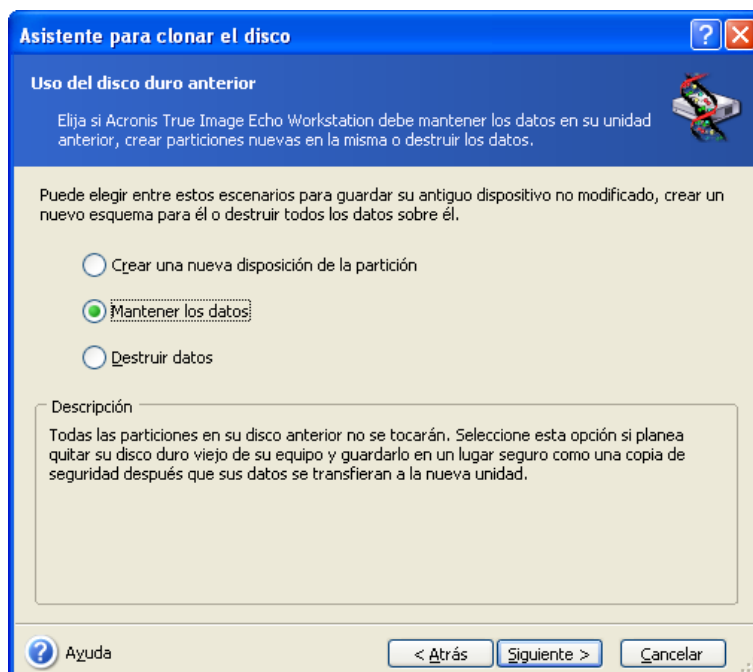 Asistente para clonar el disco
Uso del disco duro anterior
Elija si Acronis True Image Echo Workstation debe mantener los datos en su unidad
anterior, crear particiones nuevas en la misma o destruir los datos.
Puede elegir entre estos escenarios para guardar su antiguo dispositivo no modificado, crear un
nuevo esquema para él o destruir todos los datos sobre él.
Crear una nueva disposición de la partición
Mantener los datos
Destruir datos
Descripción
Todas las particiones en su disco anterior no se tocarán. Seleccione esta opción si planea
quitar su disco duro viejo de su equipo y guardarlo en un lugar seguro como una copia de
seguridad después que sus datos se transfieran a la nueva unidad.
? Ayuda
< Atrás
Siguiente >
Cancelar